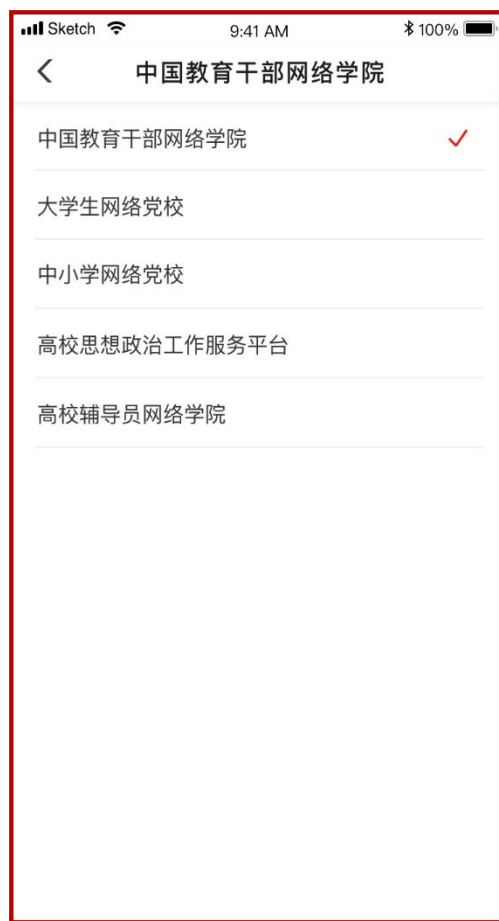 Sketch 9:41 AM 100%
中国教育干部网络学院
中国教育干部网络学院
大学生网络党校
中小学网络党校
高校思想政治工作服务平台
高校辅导员网络学院